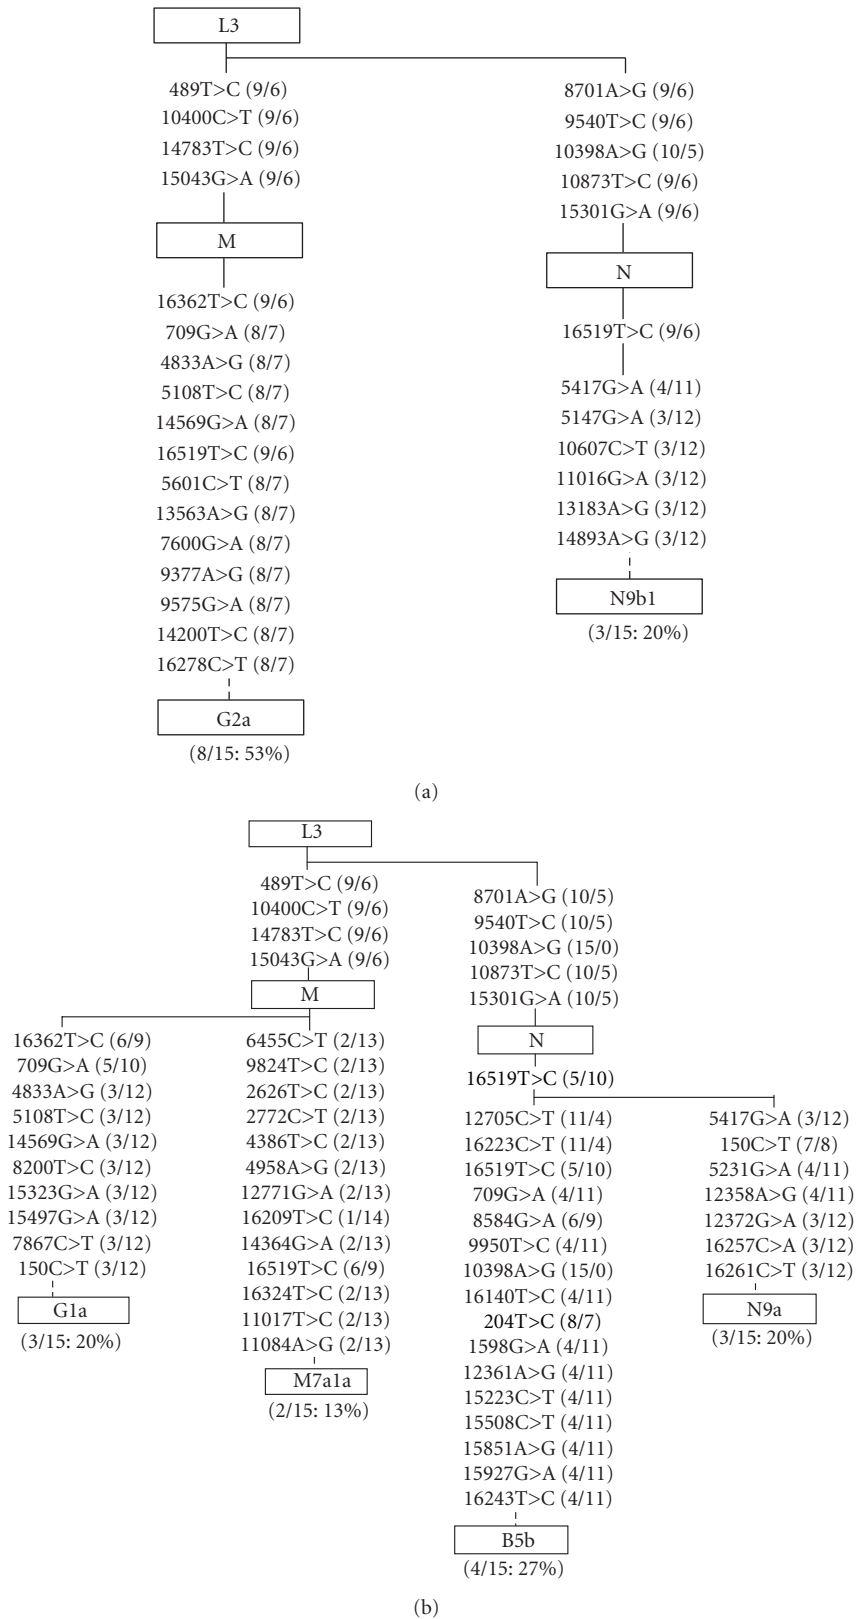 L3
489T>C (9/6)
10400C>T (9/6)
14783T>C (9/6)
15043G>A (9/6)
M
16362T>C (9/6)
709G>A (8/7)
4833A>G (8/7)
5108T>C (8/7)
14569G>A (8/7)
16519T>C (9/6)
5601C>T (8/7)
13563A>G (8/7)
7600G>A (8/7)
9377A>G (8/7)
9575G>A (8/7)
14200T>C (8/7)
16278C>T (8/7)
G2a
(8/15: 53%)
8701A>G (9/6)
9540T>C (9/6)
10398A>G (10/5)
10873T>C (9/6)
15301G>A (9/6)
N
16519T>C (9/6)
5417G>A (4/11)
5147G>A (3/12)
10607C>T (3/12)
11016G>A (3/12)
13183A>G (3/12)
14893A>G (3/12)
N9b1
(3/15: 20%)
(a)
L3
489T>C (9/6)
10400C>T (9/6)
14783T>C (9/6)
15043G>A (9/6)
M
16362T>C (6/9)
709G>A (5/10)
4833A>G (3/12)
5108T>C (3/12)
14569G>A (3/12)
8200T>C (3/12)
15323G>A (3/12)
15497G>A (3/12)
7867C>T (3/12)
150C>T (3/12)
G1a
(3/15: 20%)
6455C>T (2/13)
9824T>C (2/13)
2626T>C (2/13)
2772C>T (2/13)
4386T>C (2/13)
4958A>G (2/13)
12771G>A (2/13)
16209T>C (1/14)
14364G>A (2/13)
16519T>C (6/9)
16324T>C (2/13)
11017T>C (2/13)
11084A>G (2/13)
M7a1a
(2/15: 13%)
8701A>G (10/5)
9540T>C (10/5)
10398A>G (15/0)
10873T>C (10/5)
15301G>A (10/5)
N
16519T>C (5/10)
12705C>T (11/4)
16223C>T (11/4)
16519T>C (5/10)
709G>A (4/11)
8584G>A (6/9)
9950T>C (4/11)
10398A>G (15/0)
16140T>C (4/11)
204T>C (8/7)
1598G>A (4/11)
12361A>G (4/11)
15223C>T (4/11)
15508C>T (4/11)
15851A>G (4/11)
15927G>A (4/11)
16243T>C (4/11)
B5b
(4/15: 27%)
5417G>A (3/12)
150C>T (7/8)
5231G>A (4/11)
12358A>G (4/11)
12372G>A (3/12)
16257C>A (3/12)
16261C>T (3/12)
N9a
(3/15: 20%)
(b)